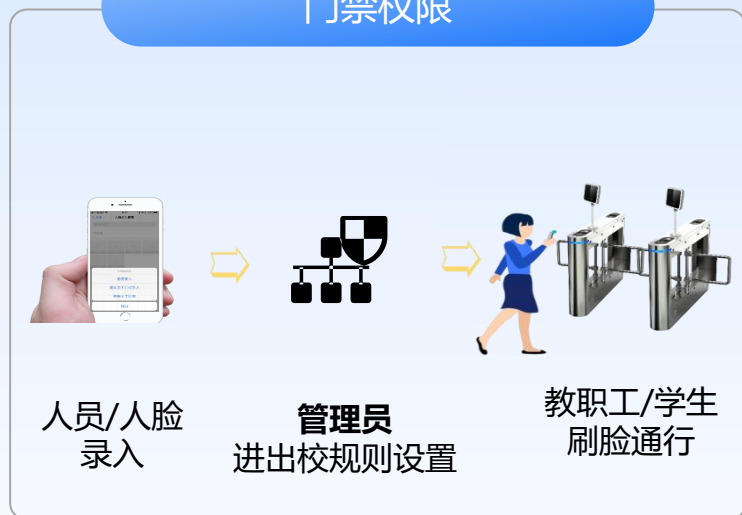 门禁权限
人员/人脸
录入
管理员
进出校规则设置
教职工/学生
刷脸通行